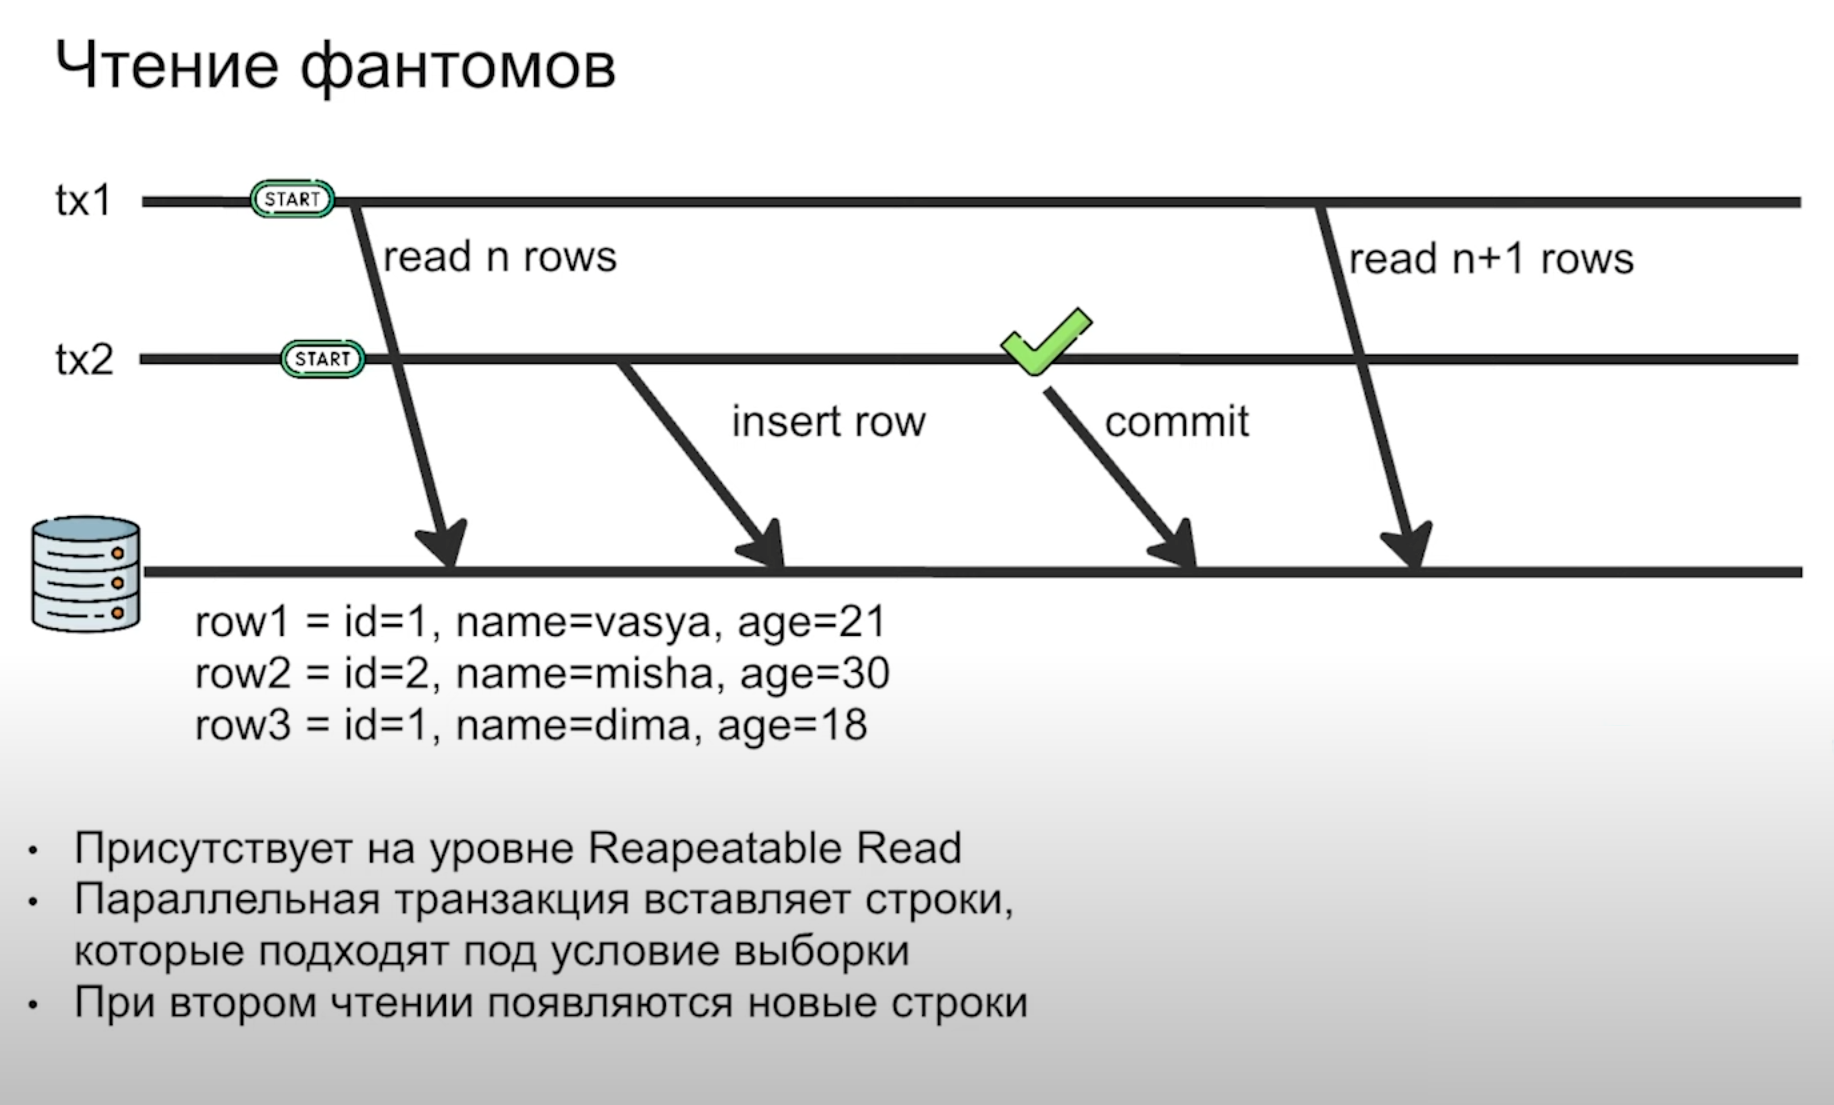 Чтение фантомов
tx1
START
read n rows
read n+1 rows
tx2
START
insert row
commit
row1 = id=1, name=vasya, age=21
row2 = id=2, name=misha, age=30
row3 = id=1, name=dima, age=18
• Присутствует на уровне Reapeatable Read
• Параллельная транзакция вставляет строки,
которые подходят под условие выборки
• При втором чтении появляются новые строки